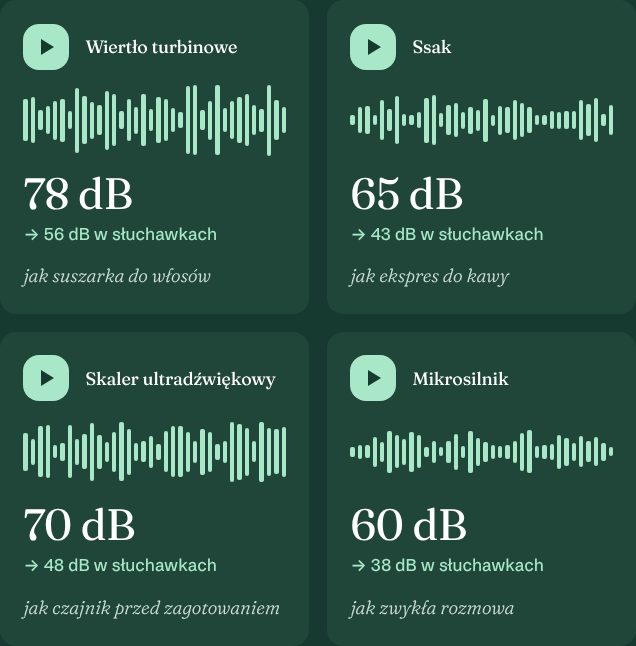 Wiertło turbinowe
78 dB
→ 56 dB w słuchawkach
jak suszarka do włosów
Ssak
65 dB
→ 43 dB w słuchawkach
jak ekspres do kawy
Skaler ultradźwiękowy
70 dB
→ 48 dB w słuchawkach
jak czajnik przed zagotowaniem
Mikrosilnik
60 dB
→ 38 dB w słuchawkach
jak zwykła rozmowa